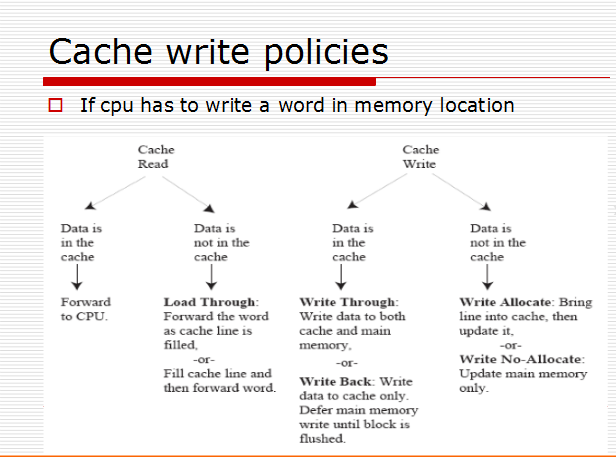 Cache write policies
If cpu has to write a word in memory location
Cache
Read
Cache
Write
Data is
in the
cache
Data is
not in the
cache
Data is
in the
cache
Data is
not in the
cache
Forward
to CPU.
Load Through:
Forward the word
as cache line is
filled,
-or-
Fill cache line and
then forward word.
Write Through:
Write data to both
cache and main
memory,
-or-
Write Back: Write
data to cache only.
Defer main memory
write until block is
flushed.
Write Allocate: Bring
line into cache, then
update it,
-or-
Write No-Allocate:
Update main memory
only.